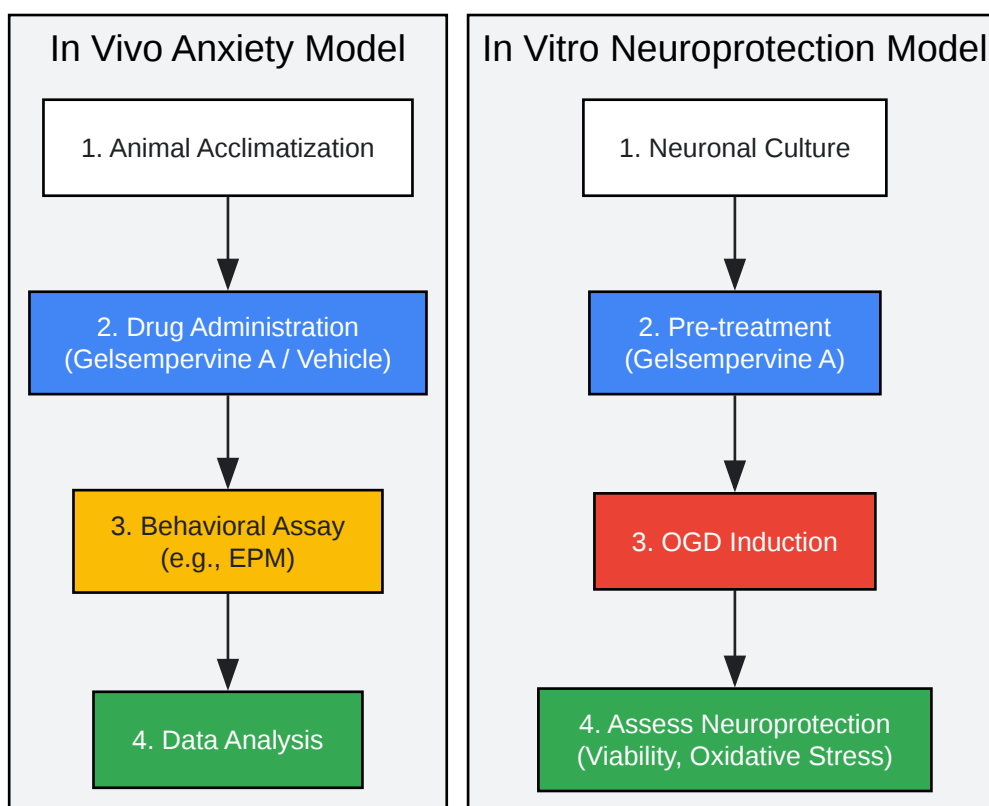 In Vivo Anxiety Model
1. Animal Acclimatization
2. Drug Administration
(Gelsempervine A / Vehicle)
3. Behavioral Assay
(e.g., EPM)
4. Data Analysis
In Vitro Neuroprotection Model
1. Neuronal Culture
2. Pre-treatment
(Gelsempervine A)
3. OGD Induction
4. Assess Neuroprotection
(Viability, Oxidative Stress)